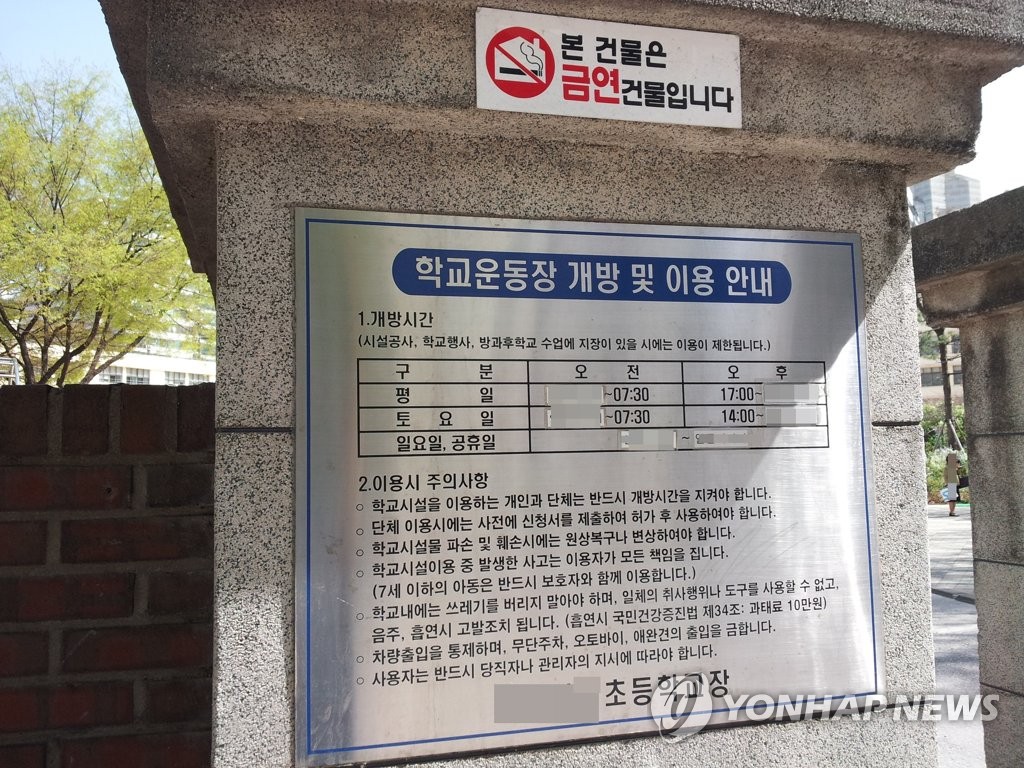 본 건물은
금연건물입니다
학교운동장 개방 및 이용 안내
1.개방시간
(시설공사, 학교행사, 방과후학교 수업에 지장이 있을 시에는 이용이 제한됩니다.)
구 분 오 전 오 후
평 일 ~07:30 17:00~
토 요 일 ~07:30 14:00~
일요일, 공휴일 ~
2.이용시 주의사항
○ 학교시설을 이용하는 개인과 단체는 반드시 개방시간을 지켜야 합니다.
○ 단체 이용시에는 사전에 신청서를 제출하여 허가 후 사용하여야 합니다.
○ 학교시설물 파손 및 훼손시에는 원상복구나 변상하여야 합니다.
○ 학교시설이용 중 발생한 사고는 이용자가 모든 책임을 집니다.
(7세 이하의 아동은 반드시 보호자와 함께 이용합니다.)
○ 학교내에는 쓰레기를 버리지 말아야 하며, 일체의 취사행위나 도구를 사용할 수 없고,
음주, 흡연시 고발조치 됩니다. (흡연시 국민건강증진법 제34조: 과태료 10만원)
○ 차량출입을 통제하며, 무단주차, 오토바이, 애완견의 출입을 금합니다.
○ 사용자는 반드시 당직자나 관리자의 지시에 따라야 합니다.
초등학교장
YONHAP NEWS